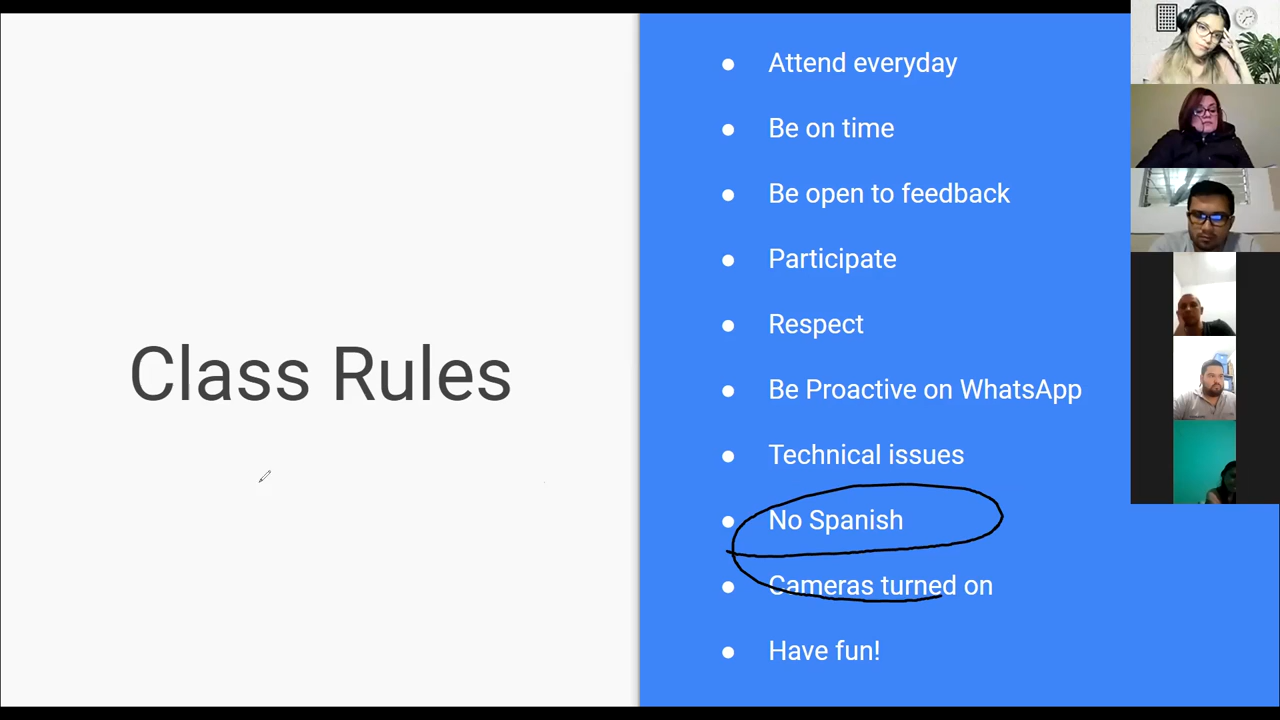 Class Rules
Attend everyday
Be on time
Be open to feedback
Participate
Respect
Be Proactive on WhatsApp
Technical issues
No Spanish
Cameras turned on
Have fun!